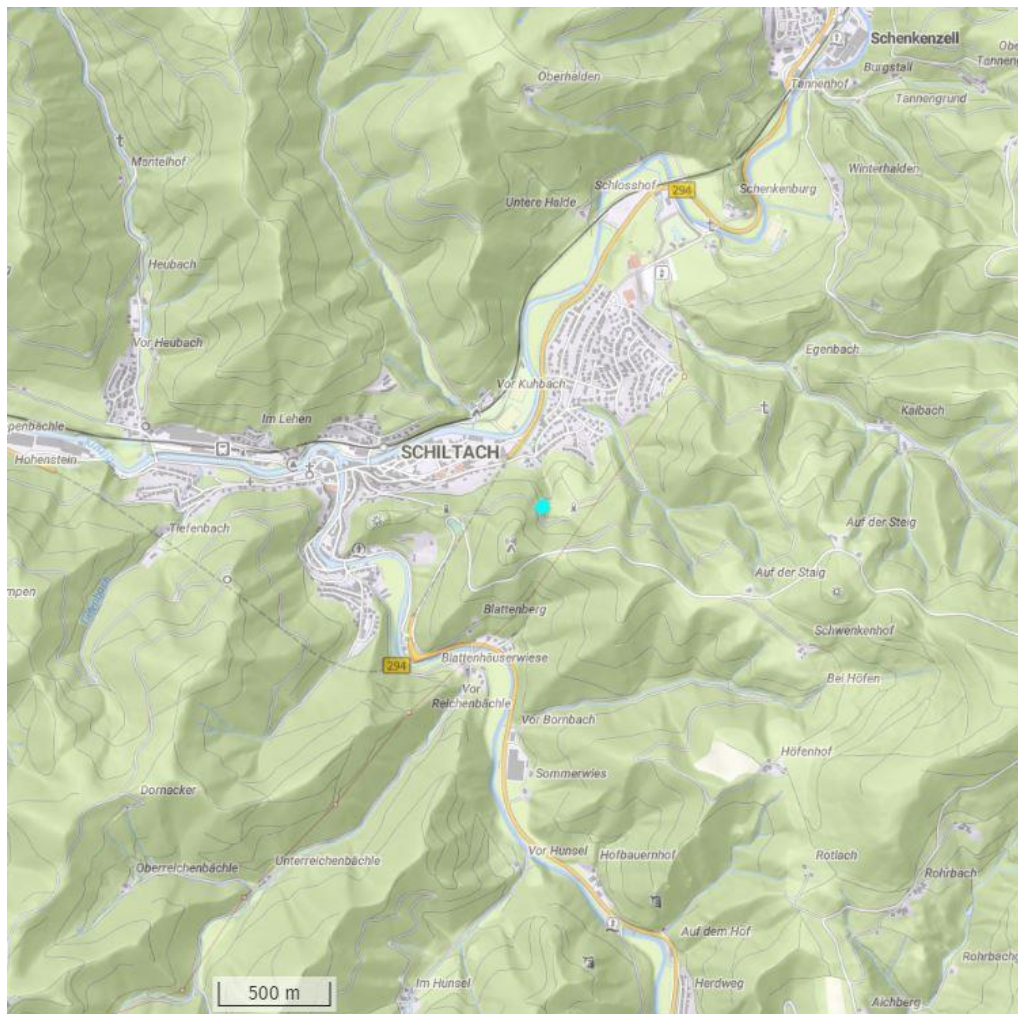 Schenkenzell
Burgstall
Oberhalden
Tannenhof
Tannengrund
Mantelhof
Winterhalden
Schlosshof
294
Schenkenburg
Untere Halde
Heubach
Vor Heubach
Egenbach
Vor Kuhbach
Kaibach
Im Lehen
SCHILTACH
Hohenstein
Tiefenbach
Auf der Steig
Auf der Staig
Blattenberg
Schwenkenhof
294
Blattenhäuserwiese
Bei Höfen
Vor
Reichenbächle
Vor Bornbach
Höfenhof
Sommerwies
Dornacker
Vor Hunsel
Hofbauernhof
Rotlach
Oberreichenbächle
Unterreichenbächle
Rohrbach
Auf dem Hof
Im Hunsel
Herdweg
Aichberg
500 m